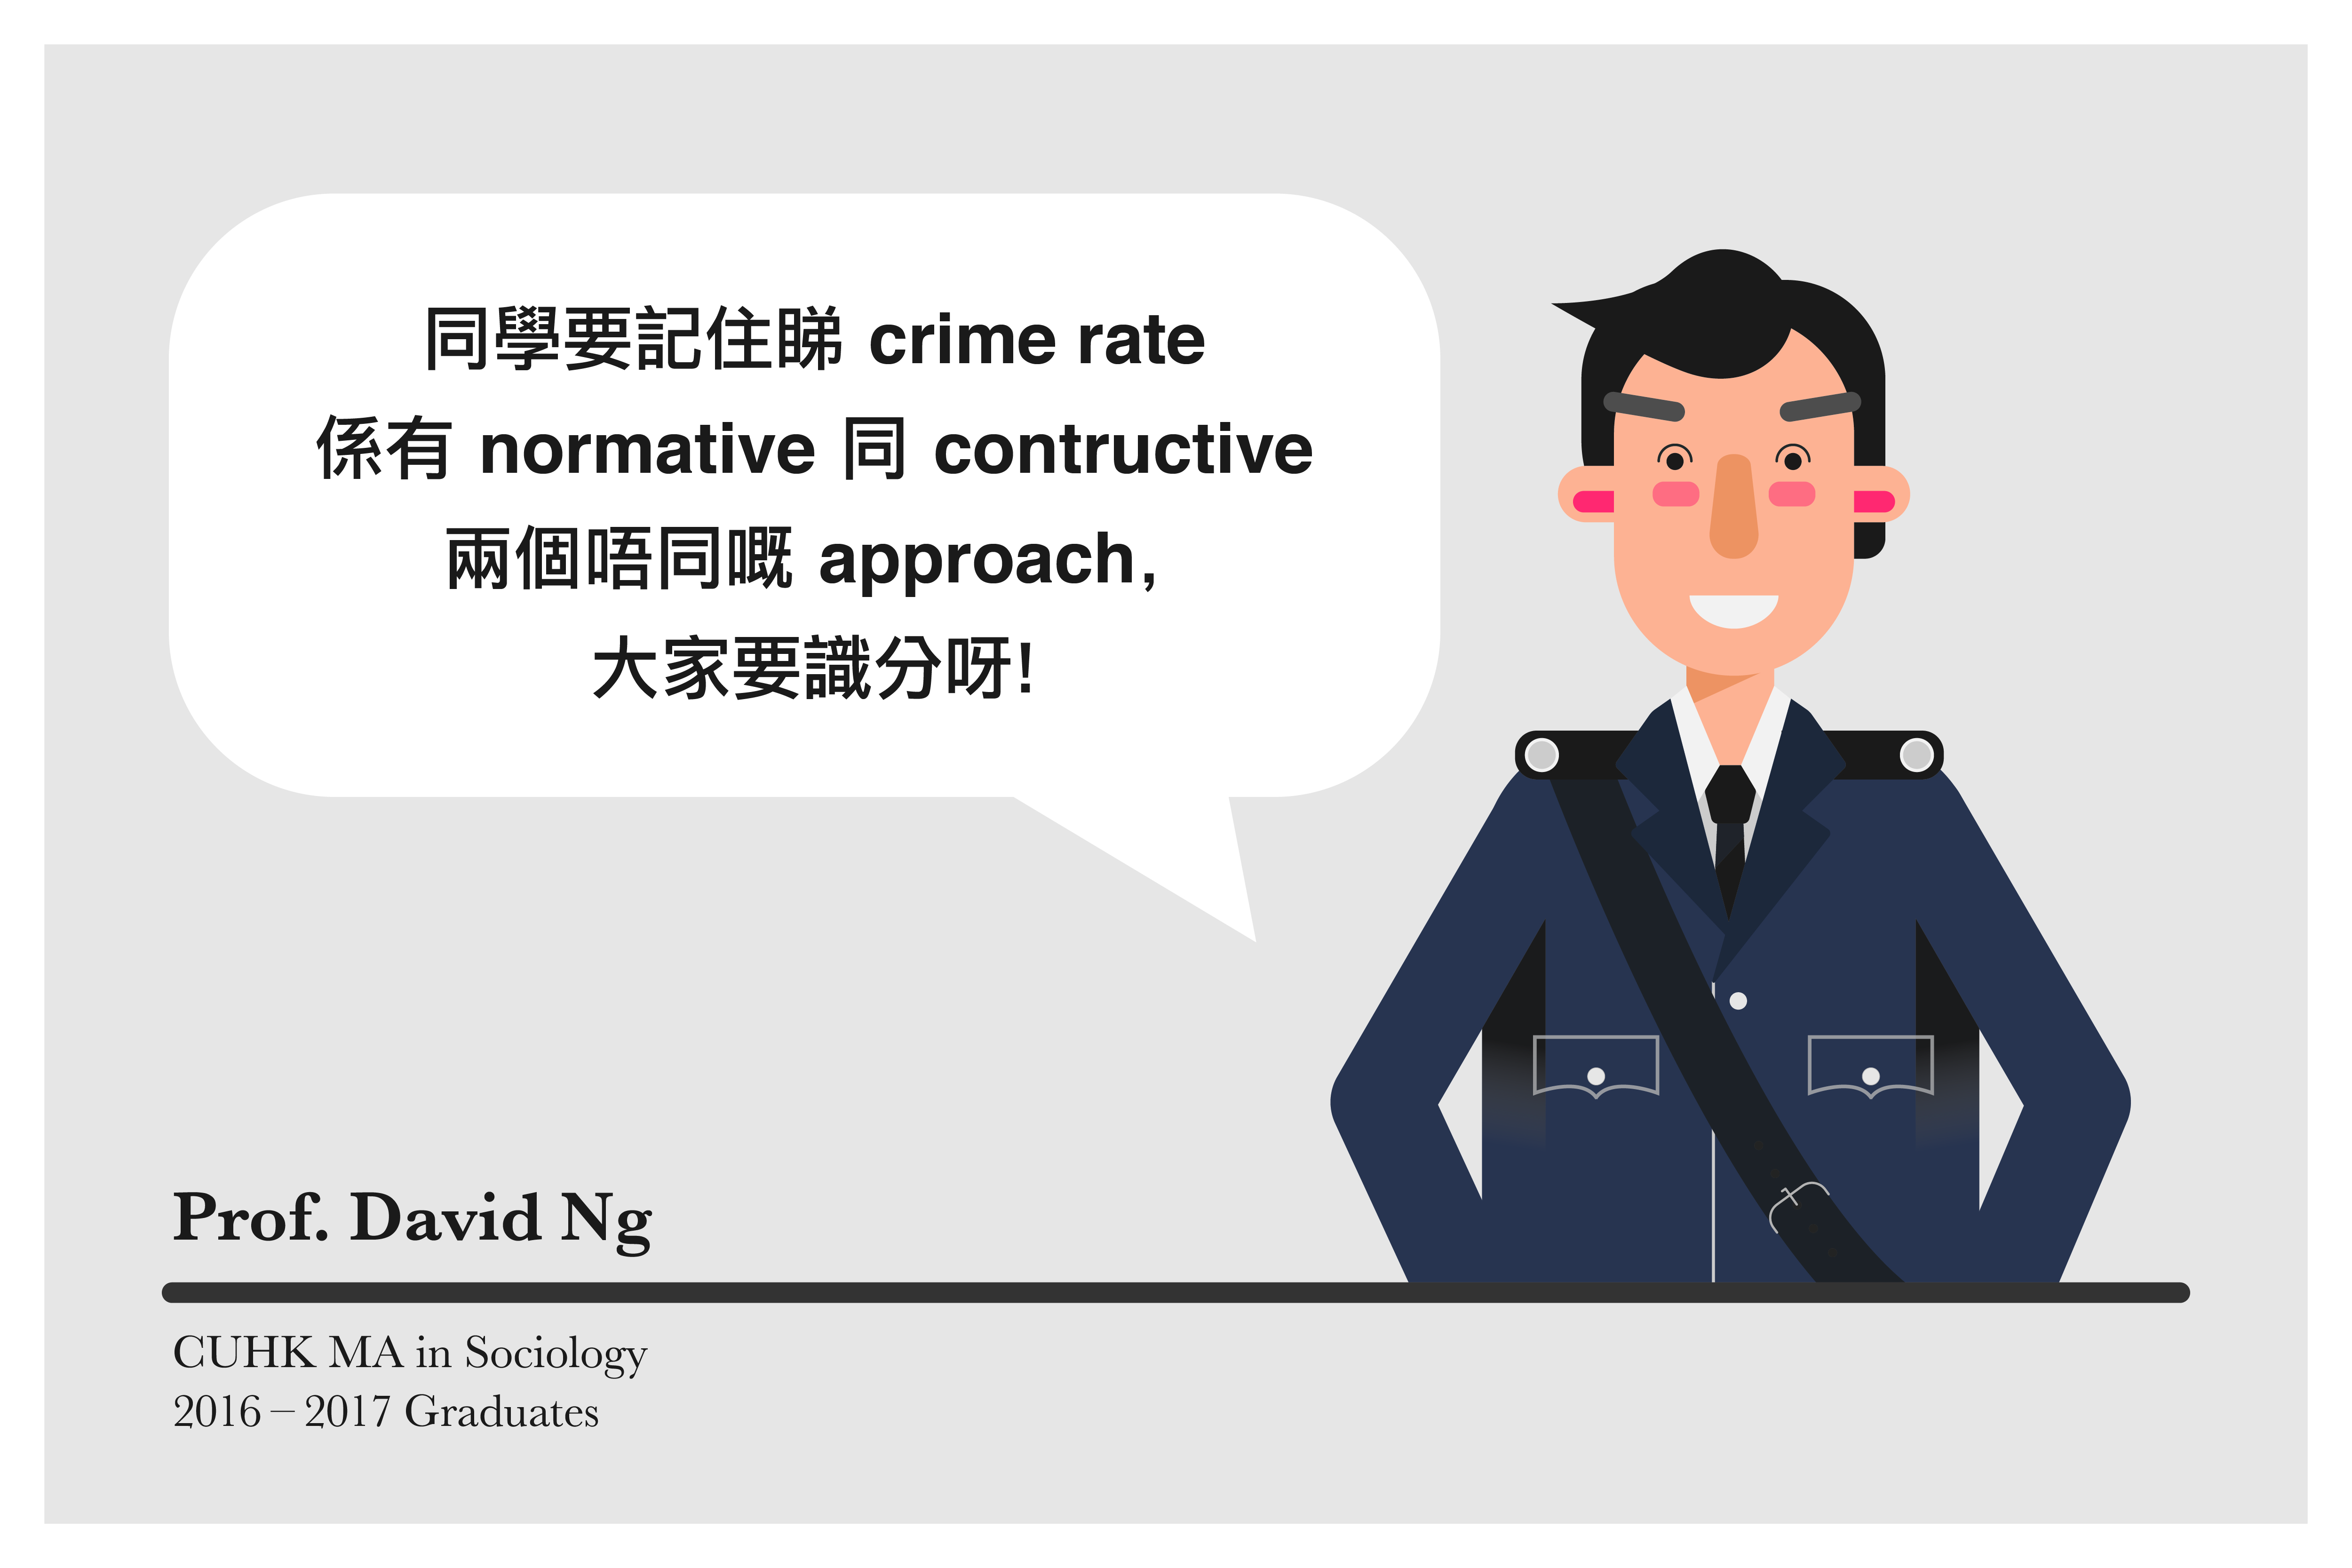 同學要記住睇 crime rate
係有 normative 同 contructive
兩個唔同嘅 approach,
大家要識分呀!
Prof. David Ng
CUHK MA in Sociology
2016 – 2017 Graduates